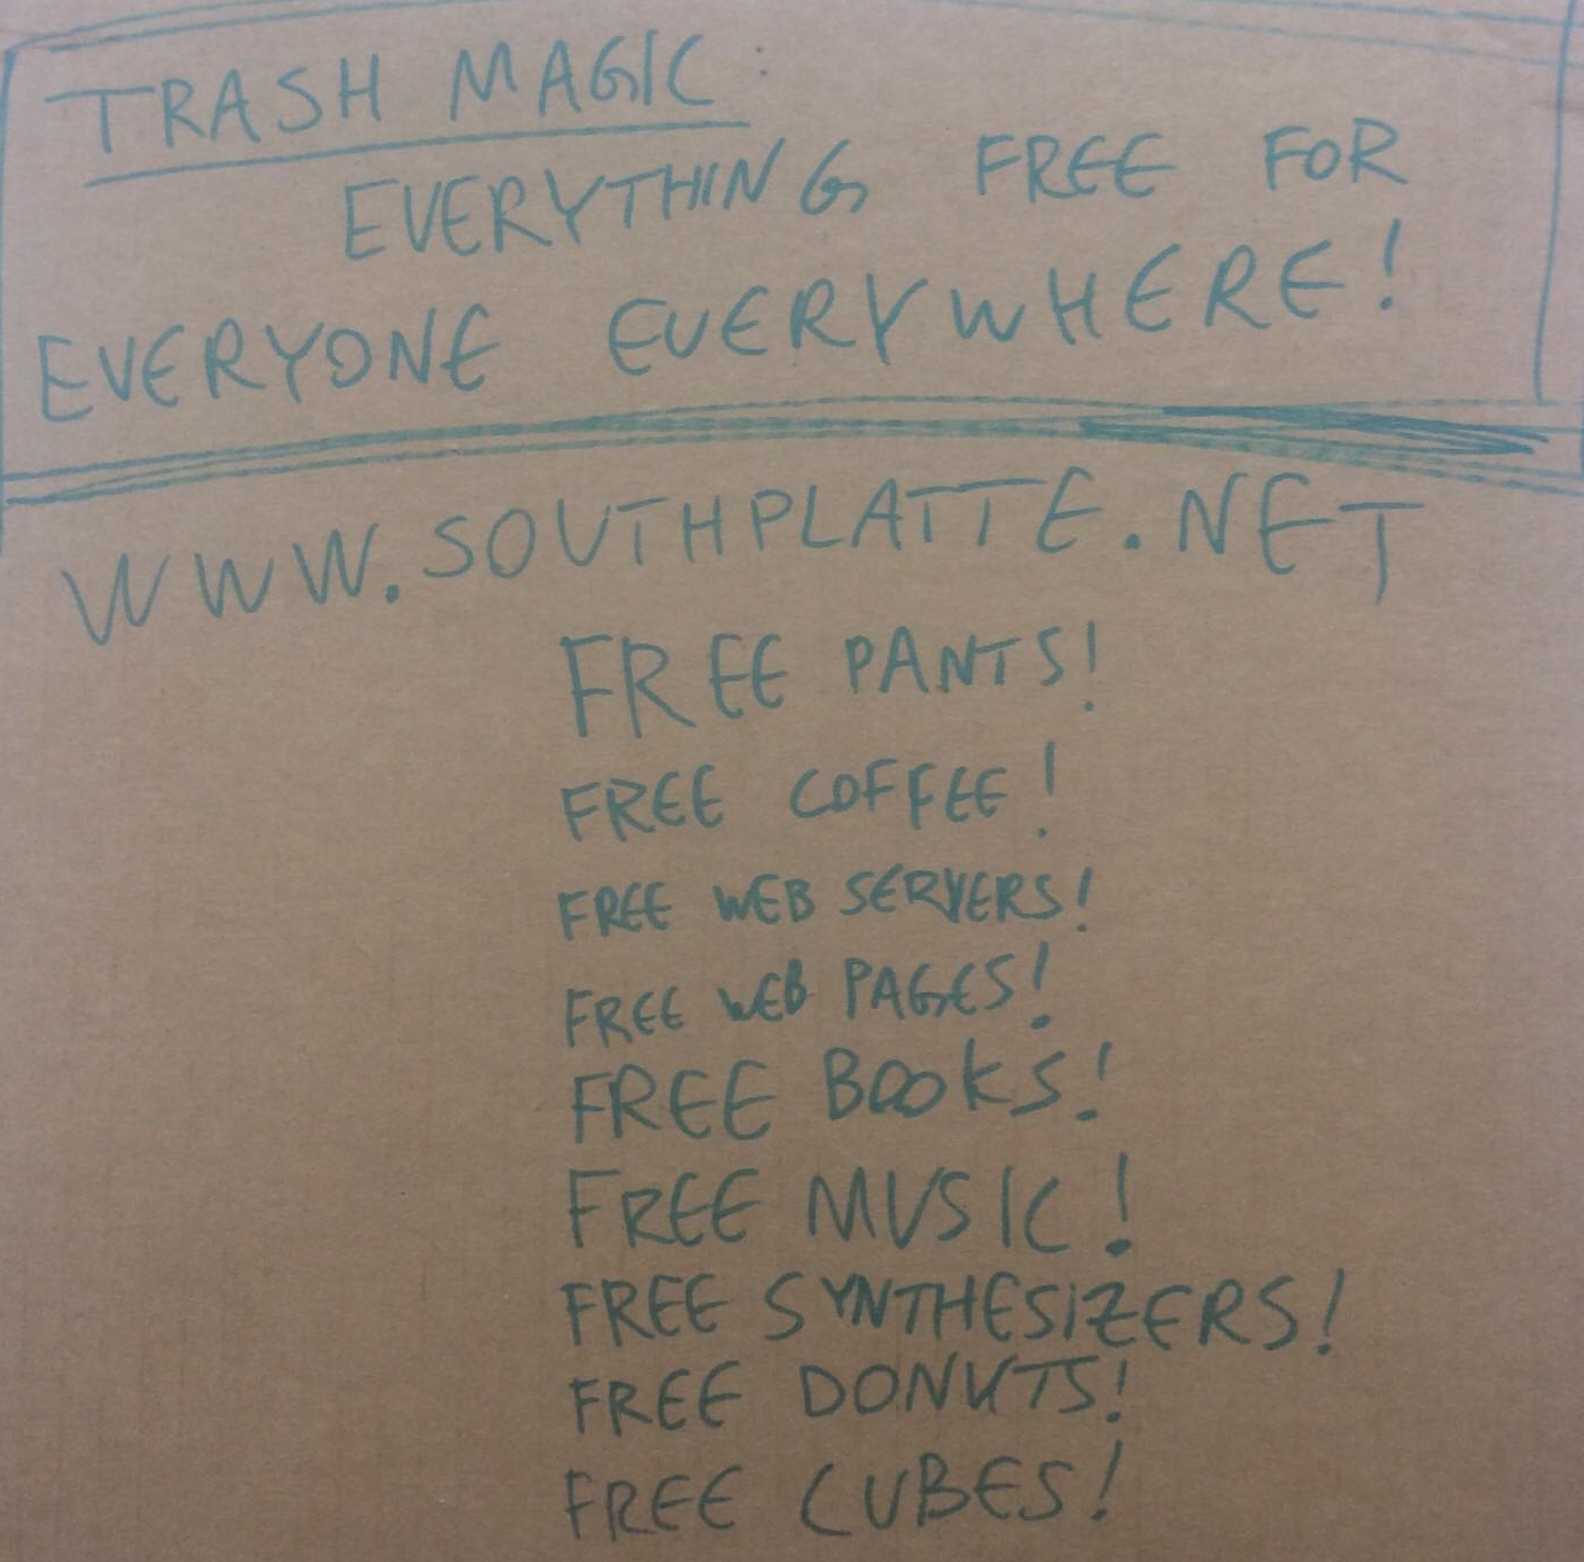 TRASH MAGIC:
EVERYTHING FREE FOR
EVERYONE EVERYWHERE!
WWW.SOUTHPLATTE.NET
FREE PANTS!
FREE COFFEE!
FREE WEB SERVERS!
FREE WEB PAGES!
FREE BOOKS!
FREE MUSIC!
FREE SYNTHESIZERS!
FREE DONUTS!
FREE CUBES!